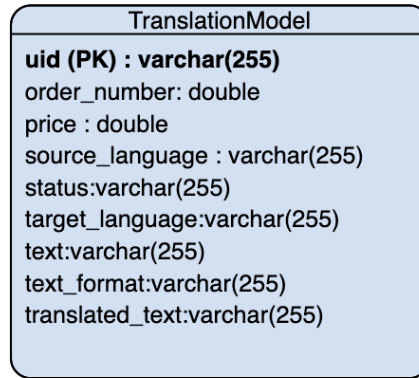 TranslationModel
uid (PK) : varchar(255)
order_number: double
price : double
source_language : varchar(255)
status:varchar(255)
target_language:varchar(255)
text:varchar(255)
text_format:varchar(255)
translated_text:varchar(255)